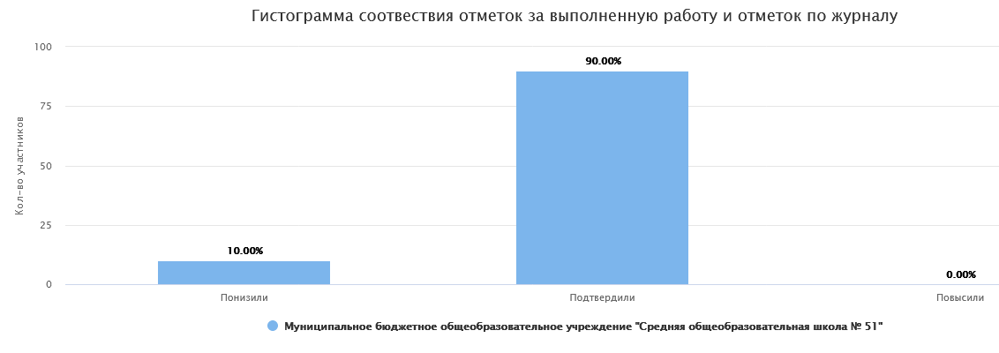 Гистограмма соотвествия отметок за выполненную работу и отметок по журналу
Кол-во участников
100
75
50
25
0
10.00%
90.00%
0.00%
Понизили
Подтвердили
Повысили
Муниципальное бюджетное общеобразовательное учреждение "Средняя общеобразовательная школа № 51"